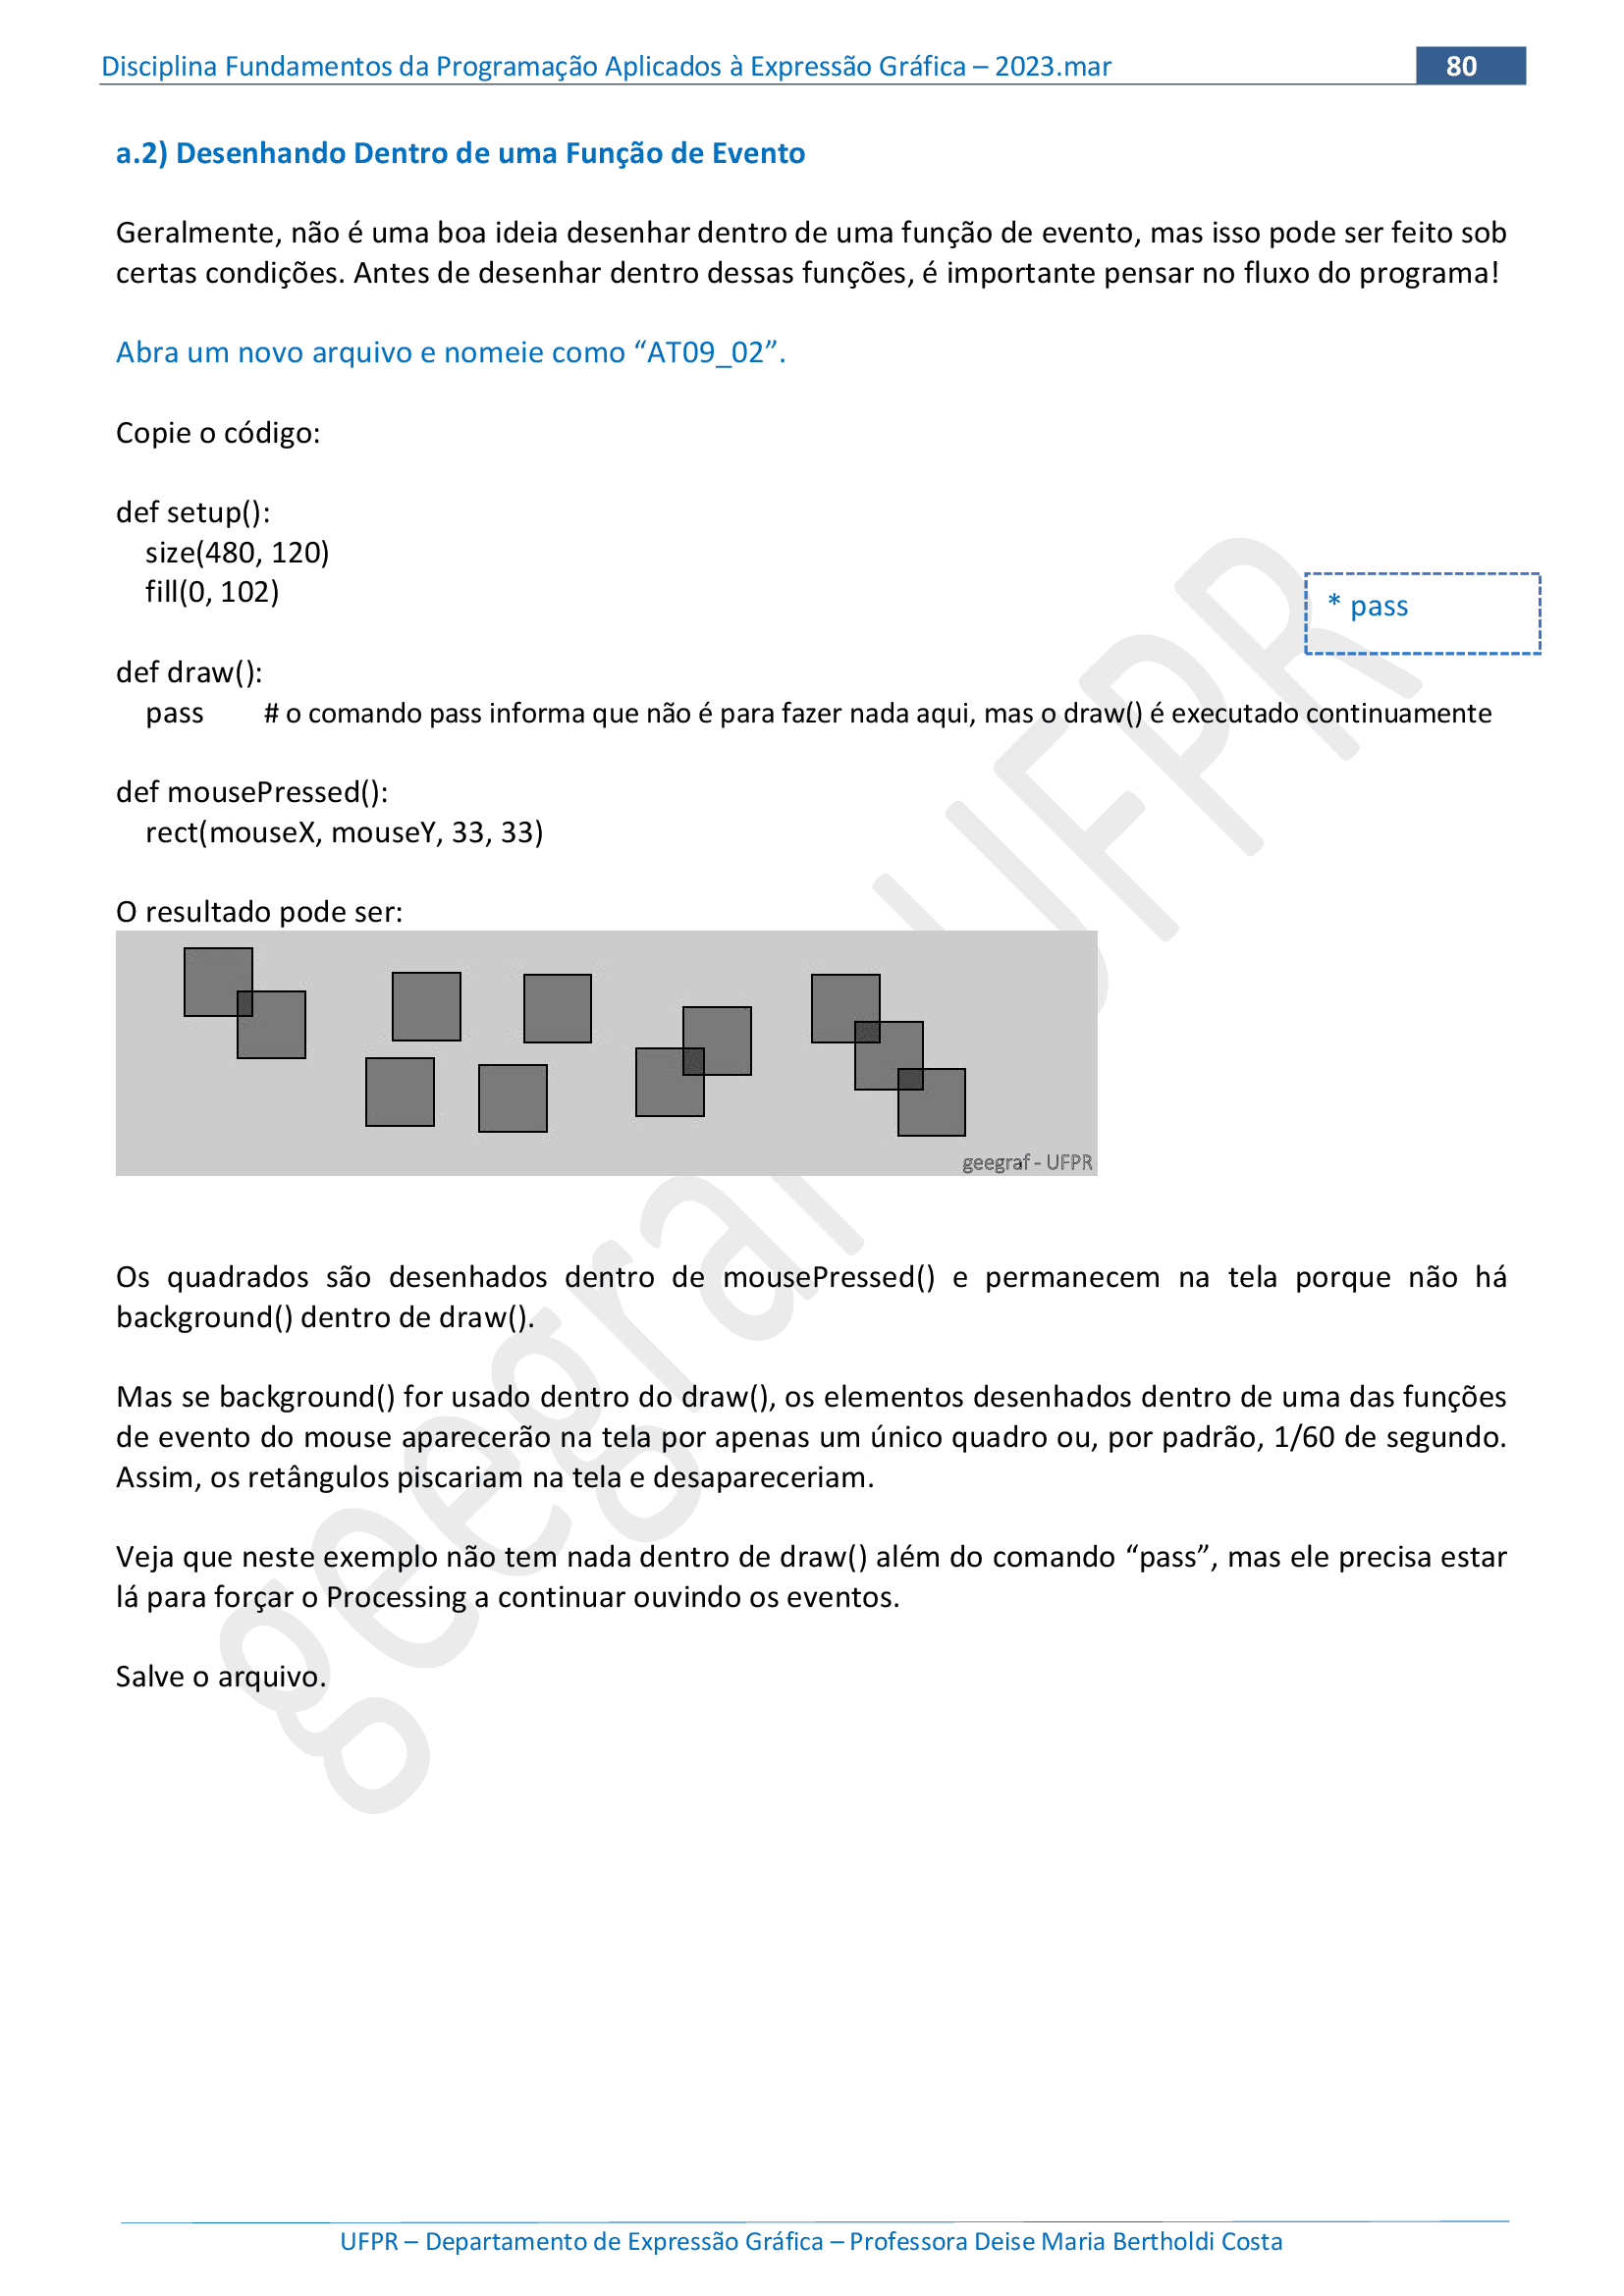 Disciplina Fundamentos da Programação Aplicados à Expressão Gráfica – 2023.mar 80
a.2) Desenhando Dentro de uma Função de Evento
Geralmente, não é uma boa ideia desenhar dentro de uma função de evento, mas isso pode ser feito sob
certas condições. Antes de desenhar dentro dessas funções, é importante pensar no fluxo do programa!
Abra um novo arquivo e nomeie como “AT09_02”.
Copie o código:
def setup():
size(480, 120)
fill(0, 102)
* pass
def draw():
pass # o comando pass informa que não é para fazer nada aqui, mas o draw() é executado continuamente
def mousePressed():
rect(mouseX, mouseY, 33, 33)
O resultado pode ser:
geegraf - UFPR
Os quadrados são desenhados dentro de mousePressed() e permanecem na tela porque não há
background() dentro de draw().
Mas se background() for usado dentro do draw(), os elementos desenhados dentro de uma das funções
de evento do mouse aparecerão na tela por apenas um único quadro ou, por padrão, 1/60 de segundo.
Assim, os retângulos piscariam na tela e desapareceriam.
Veja que neste exemplo não tem nada dentro de draw() além do comando “pass”, mas ele precisa estar
lá para forçar o Processing a continuar ouvindo os eventos.
Salve o arquivo.
geegraf UFPR
UFPR – Departamento de Expressão Gráfica – Professora Deise Maria Bertholdi Costa